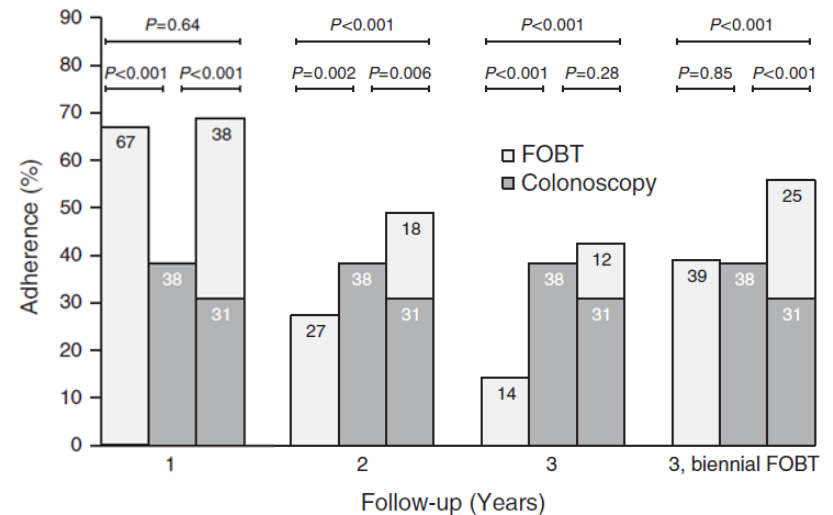 90
80
70
60
50
40
30
20
10
0
Adherence (%)
P=0.64
P<0.001
P<0.001
P<0.001
P<0.001 P<0.001
P=0.002 P=0.006
P<0.001 P=0.28
P=0.85 P<0.001
FOBT
Colonoscopy
67
38
38
31
27
38
18
31
14
38
12
31
39
38
25
31
1
2
3
3, biennial FOBT
Follow-up (Years)